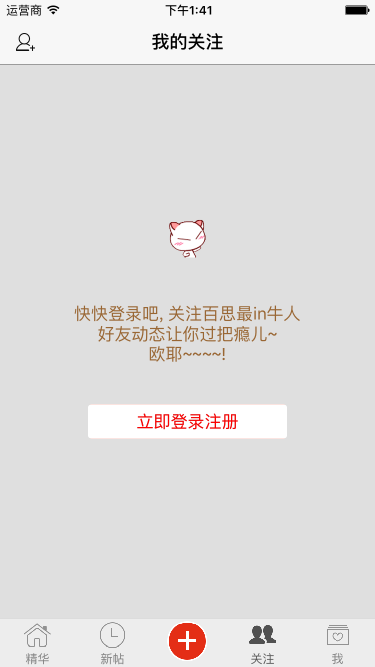 运营商 下午1:41
我的关注
快快登录吧, 关注百思最in牛人
好友动态让你过把瘾儿~
欧耶~~~~!
立即登录注册
精华 新帖 关注 我